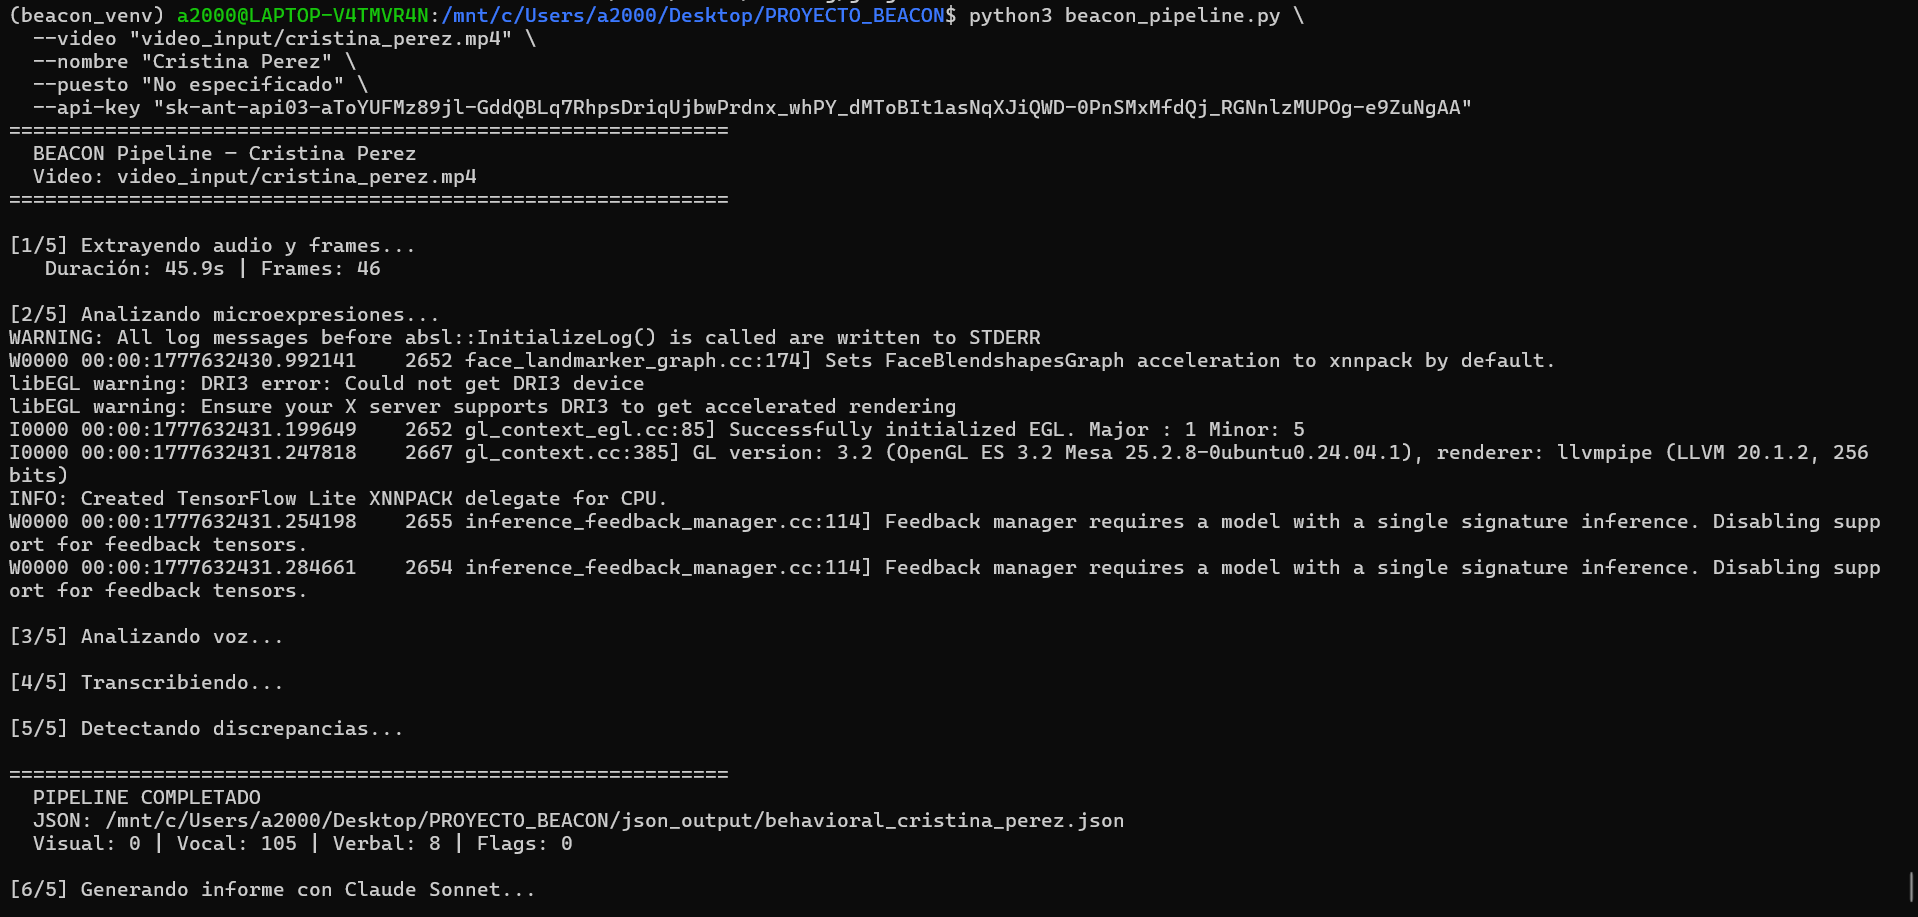 (beacon_venv) a2000@LAPTOP-V4TMVR4N:/mnt/c/Users/a2000/Desktop/PROYECTO_BEACON$ python3 beacon_pipeline.py \
--video "video_input/cristina_perez.mp4" \
--nombre "Cristina Perez" \
--puesto "No especificado" \
--api-key "[API key redacted]"
============================================================
BEACON Pipeline — Cristina Perez
Video: video_input/cristina_perez.mp4
============================================================
[1/5] Extrayendo audio y frames...
Duración: 45.9s | Frames: 46
[2/5] Analizando microexpresiones...
WARNING: All log messages before absl::InitializeLog() is called are written to STDERR
W0000 00:00:1777632430.992141    2652 face_landmarker_graph.cc:174] Sets FaceBlendshapesGraph acceleration to xnnpack by default.
libEGL warning: DRI3 error: Could not get DRI3 device
libEGL warning: Ensure your X server supports DRI3 to get accelerated rendering
I0000 00:00:1777632431.199649    2652 gl_context_egl.cc:85] Successfully initialized EGL. Major : 1 Minor: 5
I0000 00:00:1777632431.247818    2667 gl_context.cc:385] GL version: 3.2 (OpenGL ES 3.2 Mesa 25.2.8-0ubuntu0.24.04.1), renderer: llvmpipe (LLVM 20.1.2, 256
bits)
INFO: Created TensorFlow Lite XNNPACK delegate for CPU.
W0000 00:00:1777632431.254198    2655 inference_feedback_manager.cc:114] Feedback manager requires a model with a single signature inference. Disabling supp
ort for feedback tensors.
W0000 00:00:1777632431.284661    2654 inference_feedback_manager.cc:114] Feedback manager requires a model with a single signature inference. Disabling supp
ort for feedback tensors.
[3/5] Analizando voz...
[4/5] Transcribiendo...
[5/5] Detectando discrepancias...
============================================================
PIPELINE COMPLETADO
JSON: /mnt/c/Users/a2000/Desktop/PROYECTO_BEACON/json_output/behavioral_cristina_perez.json
Visual: 0 | Vocal: 105 | Verbal: 8 | Flags: 0
[6/5] Generando informe con Claude Sonnet...